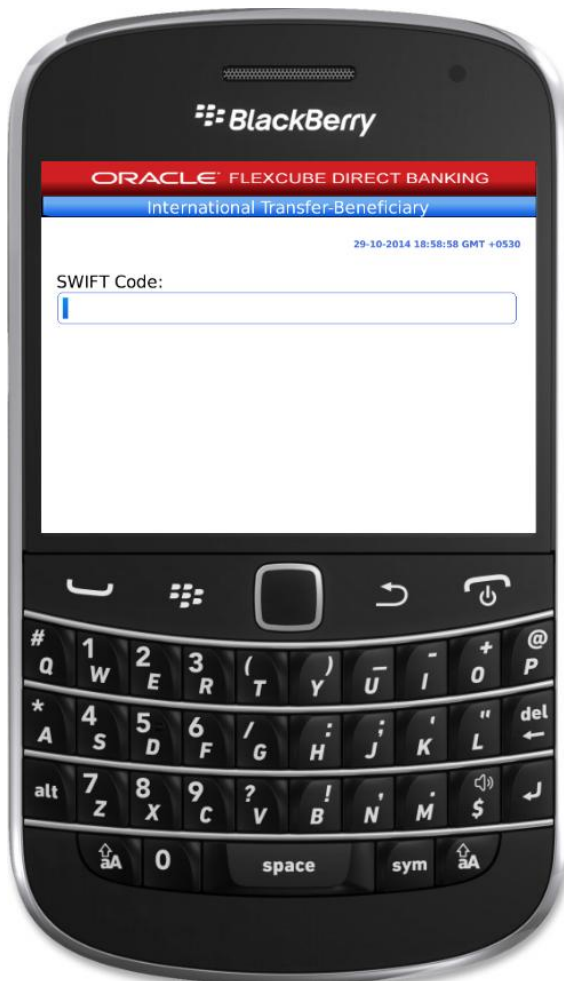 BlackBerry
ORACLE FLEXCUBE DIRECT BANKING
International Transfer-Beneficiary
29-10-2014 18:58:58 GMT +0530
SWIFT Code:
# Q 1 W 2 E 3 R ( T ) Y _ U - I + O @ P
* A 4 S 5 D 6 F / G : H ; J ' K " L del
alt 7 Z 8 X 9 C ? V ! B , N . M $
aA 0 space sym aA